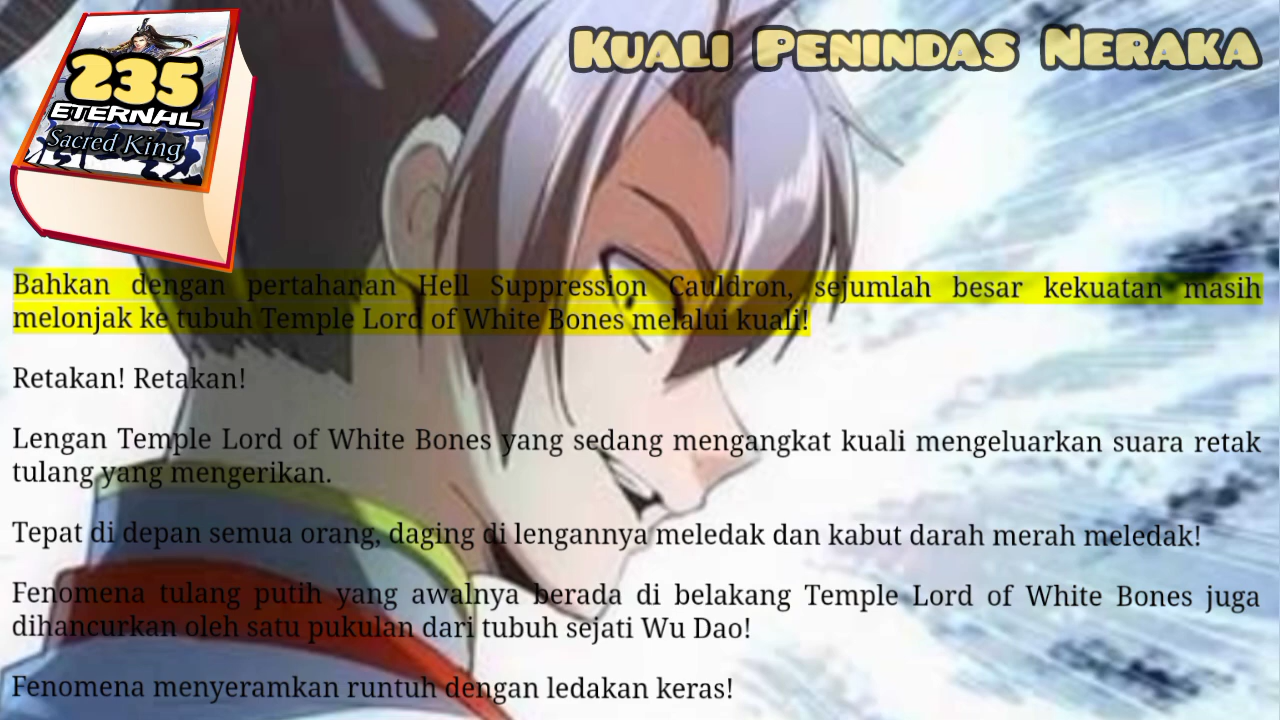 Kuali Penindas Neraka
235
ETERNAL
Sacred King
Bahkan dengan pertahanan Hell Suppression Cauldron, sejumlah besar kekuatan masih
melonjak ke tubuh Temple Lord of White Bones melalui kuali!
Retakan! Retakan!
Lengan Temple Lord of White Bones yang sedang mengangkat kuali mengeluarkan suara retak
tulang yang mengerikan.
Tepat di depan semua orang, daging di lengannya meledak dan kabut darah merah meledak!
Fenomena tulang putih yang awalnya berada di belakang Temple Lord of White Bones juga
dihancurkan oleh satu pukulan dari tubuh sejati Wu Dao!
Fenomena menyeramkan runtuh dengan ledakan keras!